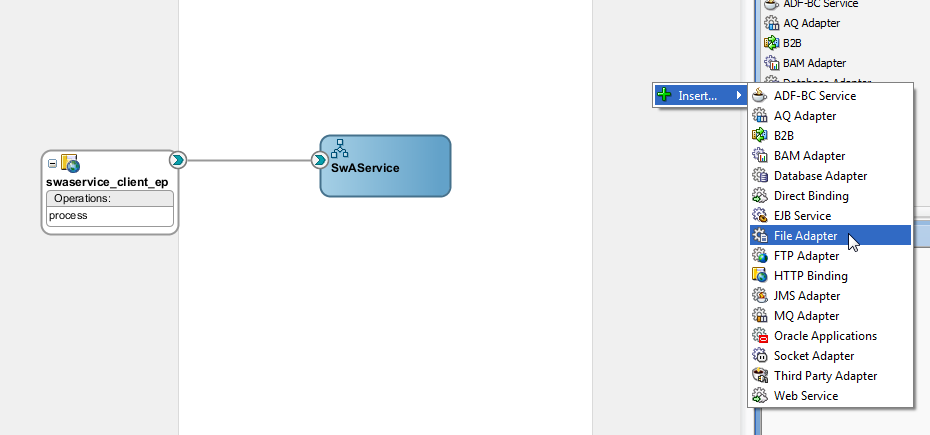 swaservice_client_ep
Operations:
process
SwAService
ADF-BC Service
AQ Adapter
B2B
BAM Adapter
Database Adapter
Insert...
ADF-BC Service
AQ Adapter
B2B
BAM Adapter
Database Adapter
Direct Binding
EJB Service
File Adapter
FTP Adapter
HTTP Binding
JMS Adapter
MQ Adapter
Oracle Applications
Socket Adapter
Third Party Adapter
Web Service